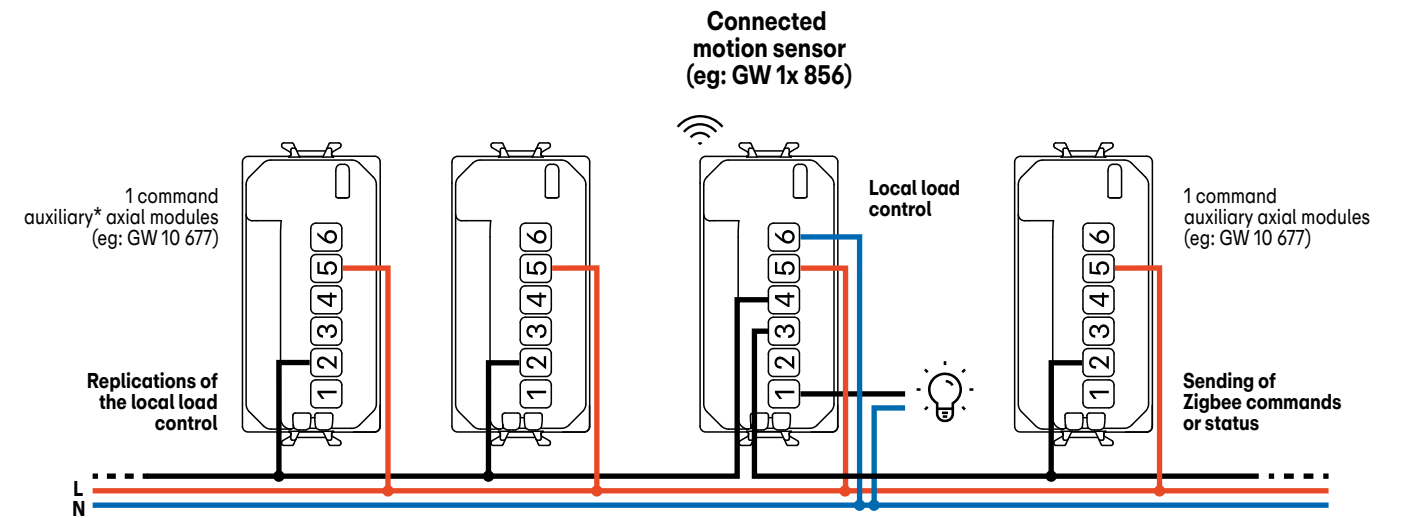 Connected
motion sensor
(eg: GW 1x 856)
1 command
auxiliary* axial modules
(eg: GW 10 677)
Replications of
the local load
control
6
5
4
3
2
1
6
5
4
3
2
1
6
5
4
3
2
1
Local load
control
6
5
4
3
2
1
1 command
auxiliary axial modules
(eg: GW 10 677)
Sending of
Zigbee commands
or status
L
N